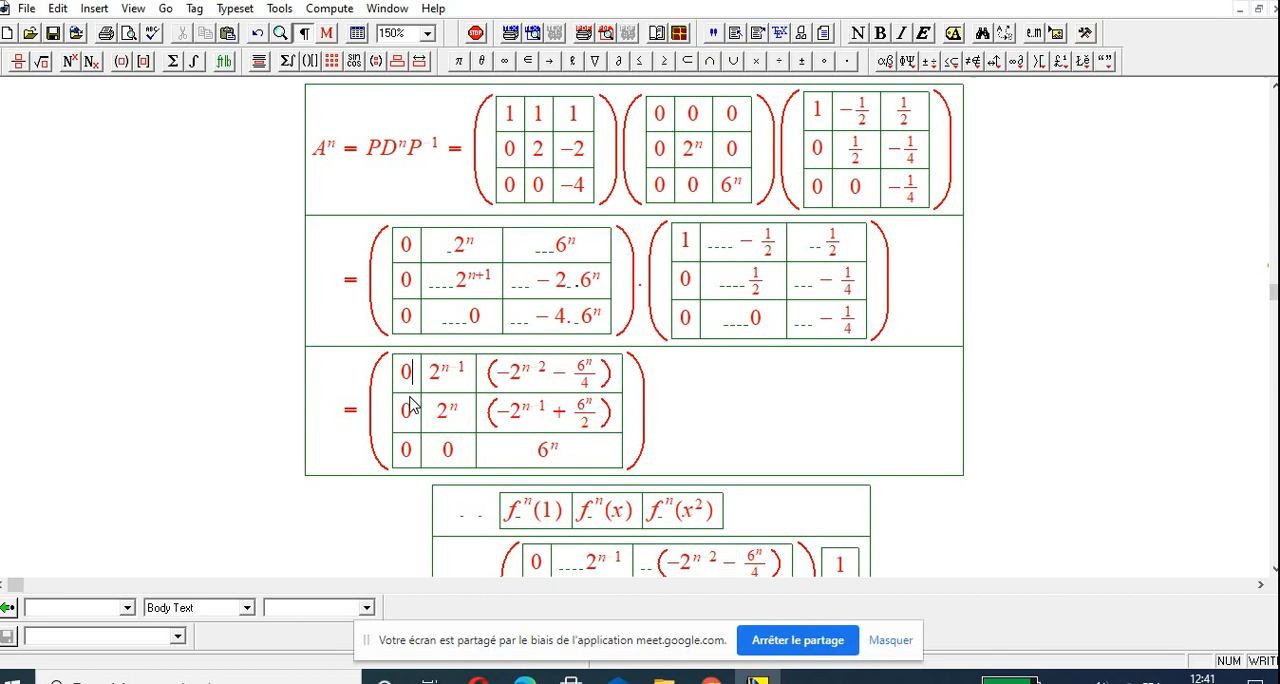 File Edit Insert View Go Tag Typeset Tools Compute Window Help
150%
A^n = PD^nP^-1 = ( 1 1 1 ) ( 0 0 0 ) ( 1 -1/2 1/2 )
( 0 2 -2 ) ( 0 2^n 0 ) ( 0 1/2 -1/4 )
( 0 0 -4 ) ( 0 0 6^n ) ( 0 0 -1/4 )
= ( 0 2^n 6^n ) . ( 1 -1/2 1/2 )
( 0 2^{n+1} -2.6^n ) ( 0 1/2 -1/4 )
( 0 0 -4.6^n ) ( 0 0 -1/4 )
= ( 0 2^{n-1} (-2^{n-2} - 6^n/4) )
( 0 2^n (-2^{n-1} + 6^n/2) )
( 0 0 6^n )
f^n(1) f^n(x) f^n(x^2)
( 0 2^{n-1} (-2^{n-2} - 6^n/4) ) 1
Body Text
Votre écran est partagé par le biais de l'application meet.google.com. Arrêter le partage Masquer
NUM WRITI
12:41